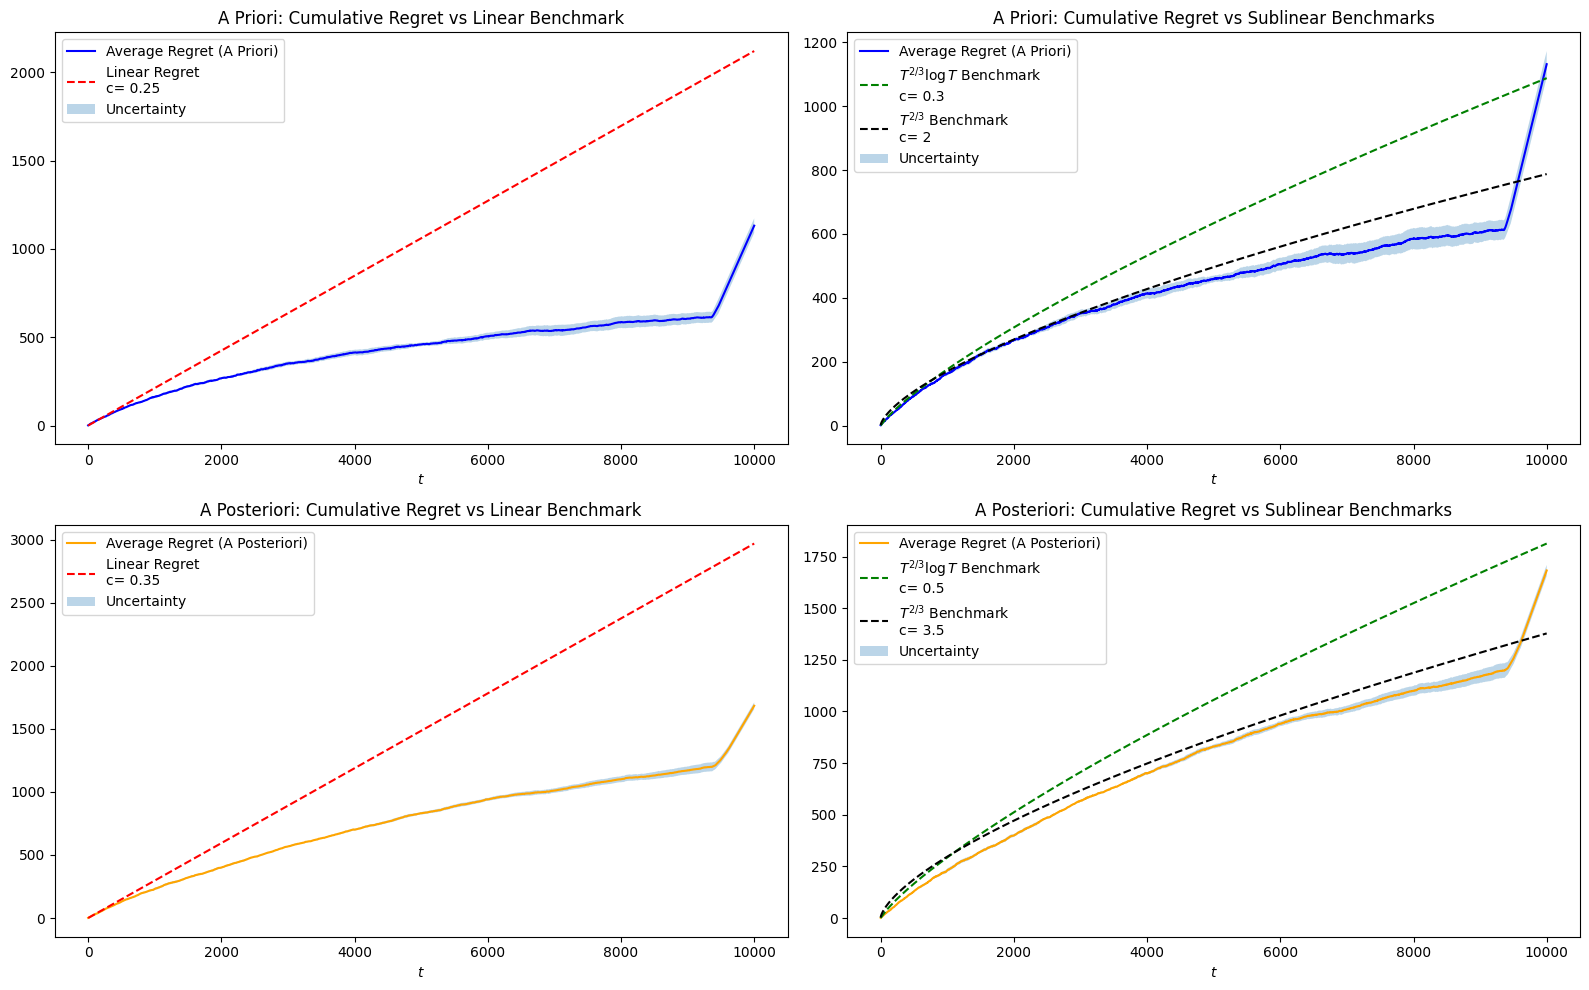 A Priori: Cumulative Regret vs Linear Benchmark
Average Regret (A Priori)
Linear Regret
c= 0.25
Uncertainty
2000
1500
1000
500
0
0 2000 4000 6000 8000 10000
t
A Priori: Cumulative Regret vs Sublinear Benchmarks
Average Regret (A Priori)
T^{2/3} log T Benchmark
c= 0.3
T^{2/3} Benchmark
c= 2
Uncertainty
1200
1000
800
600
400
200
0
0 2000 4000 6000 8000 10000
t
A Posteriori: Cumulative Regret vs Linear Benchmark
Average Regret (A Posteriori)
Linear Regret
c= 0.35
Uncertainty
3000
2500
2000
1500
1000
500
0
0 2000 4000 6000 8000 10000
t
A Posteriori: Cumulative Regret vs Sublinear Benchmarks
Average Regret (A Posteriori)
T^{2/3} log T Benchmark
c= 0.5
T^{2/3} Benchmark
c= 3.5
Uncertainty
1750
1500
1250
1000
750
500
250
0
0 2000 4000 6000 8000 10000
t